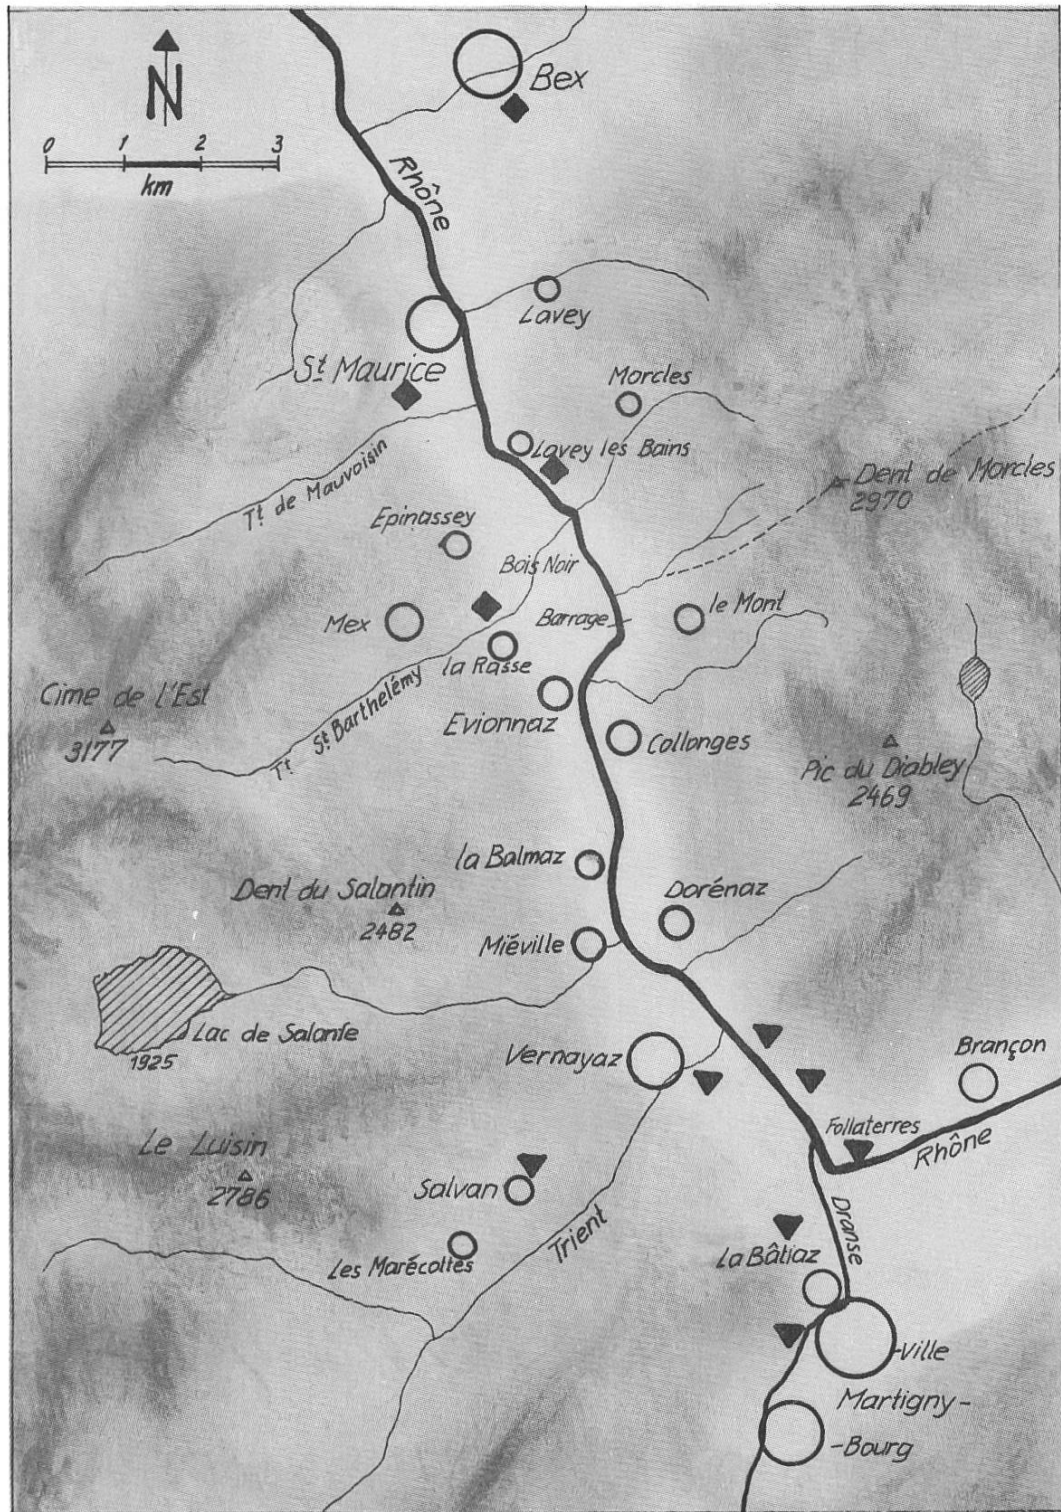 Bex
N
0 1 2 3
km
Rhône
Lavey
St Maurice
Morcles
Lavey les Bains
Tt. de Mauvoisin
Dent de Morcles
2970
Epinassey
Bois Noir
Mex
Barrage
le Mont
la Rasse
Cime de l'Est
3177
Tt. St. Barthelémy
Evionnaz
Collonges
Pic du Diabley
2469
la Balmaz
Dent du Salantin
2482
Dorénaz
Miéville
Lac de Salanfe
1925
Vernayaz
Brançon
Follaterres
Rhône
Le Luisin
2786
Salvan
Trient
Dranse
Les Marécottes
La Bâtiaz
-ville
Martigny-
-Bourg